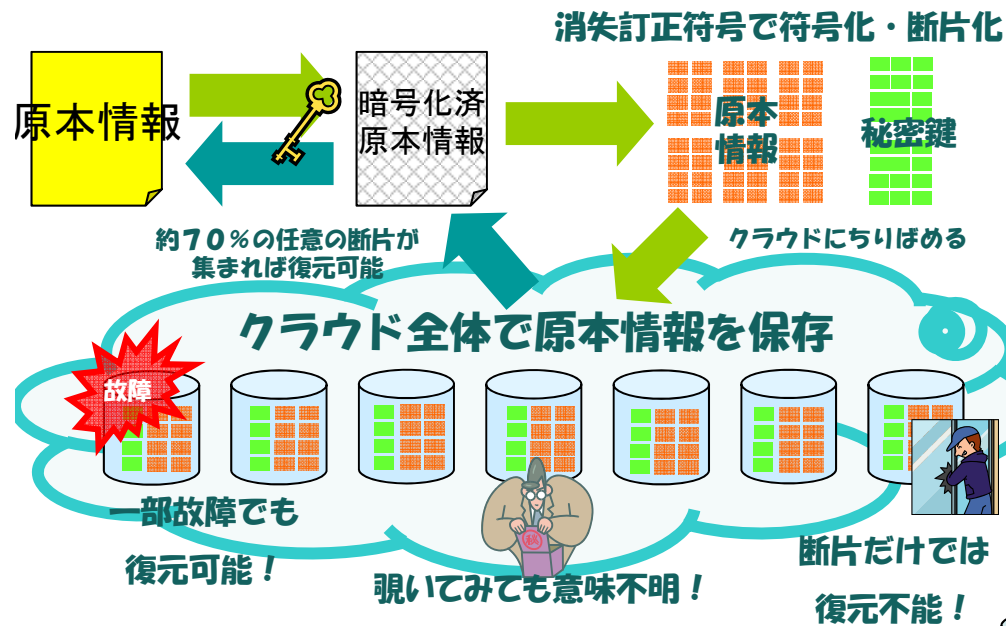 消失訂正符号で符号化・断片化
原本情報
暗号化済
原本情報
原本
情報
秘密鍵
約７０％の任意の断片が
集まれば復元可能
クラウドにちりばめる
クラウド全体で原本情報を保存
故障
一部故障でも
復元可能！
秘
覗いてみても意味不明！
断片だけでは
復元不能！